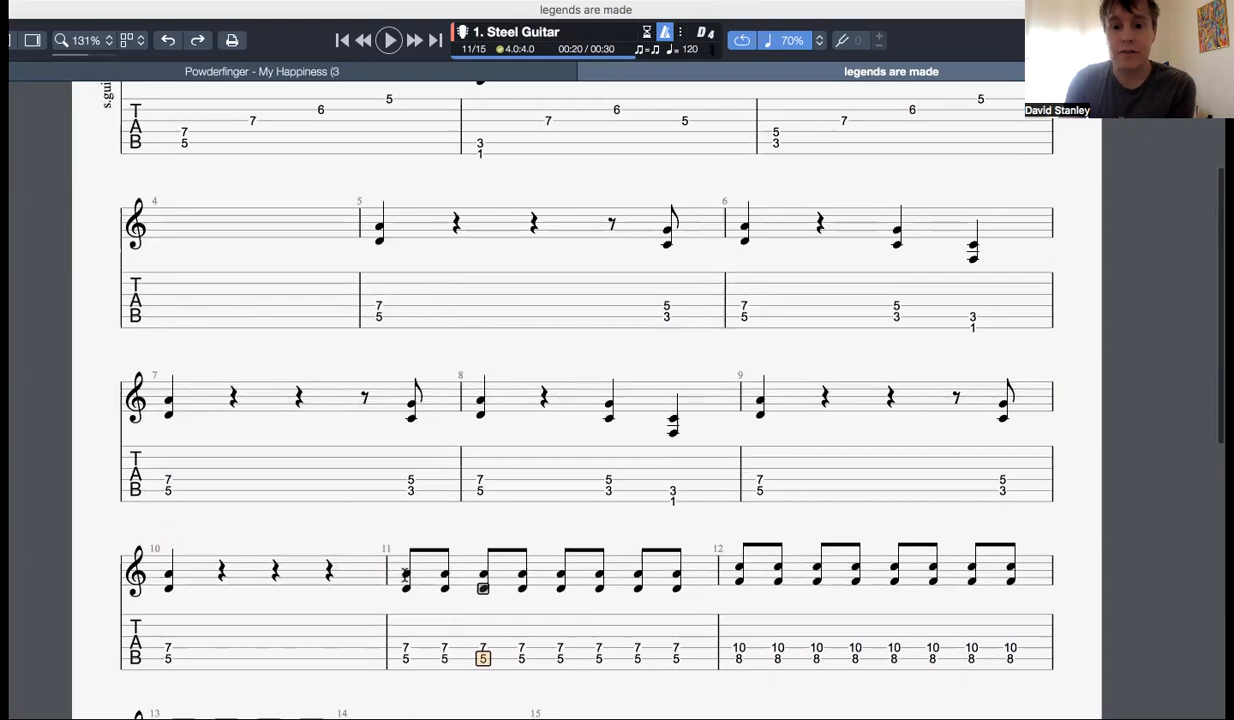 legends are made
131%
1. Steel Guitar
11/15
4.0:4.0
00:20 / 00:30
= 120
D4
70%
0
Powderfinger - My Happiness (3
legends are made
David Stanley
s.gui
5
6
6
6
5
7
7
5
7
7
3
5
5
1
3
4
5
6
T
A
B
7
5
7
5
5
3
5
3
3
1
7
8
9
T
A
B
7
5
7
5
7
5
5
3
5
3
3
5
3
1
10
11
12
T
A
B
7
7 7 7 7 7 7 7 7
10 10 10 10 10 10 10 10
5
5 5 5 5 5 5 5 5
8 8 8 8 8 8 8 8
13
14
15